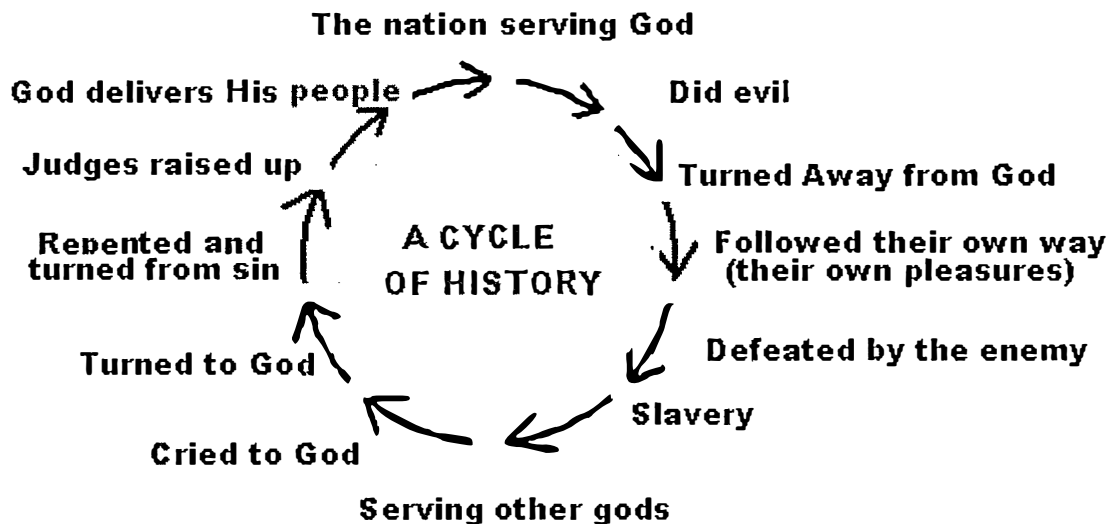 The nation serving God
Did evil
Turned Away from God
Followed their own way
(their own pleasures)
Defeated by the enemy
Slavery
Serving other gods
Cried to God
Turned to God
Repented and
turned from sin
Judges raised up
God delivers His people
A CYCLE
OF HISTORY